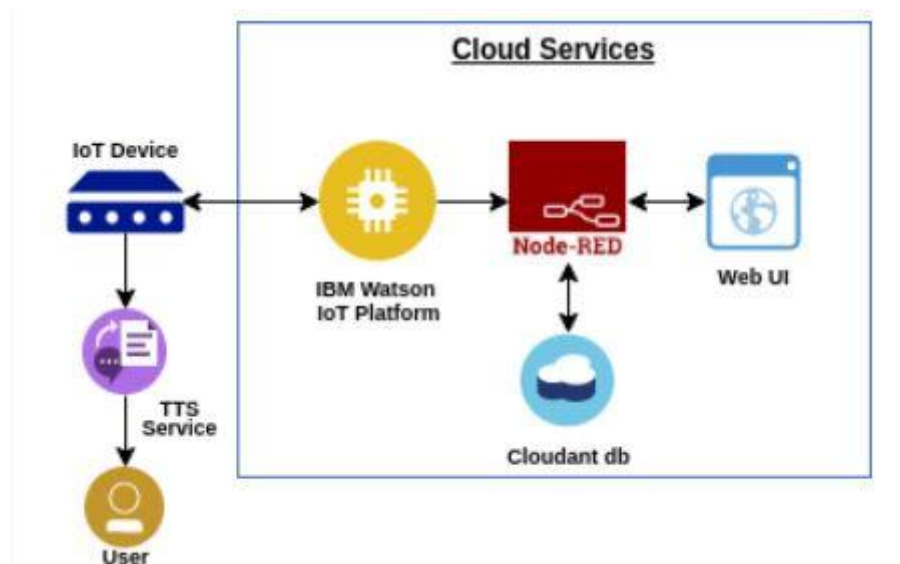 Cloud Services
IoT Device
Node-RED
Web UI
IBM Watson
IoT Platform
TTS
Service
Cloudant db
User